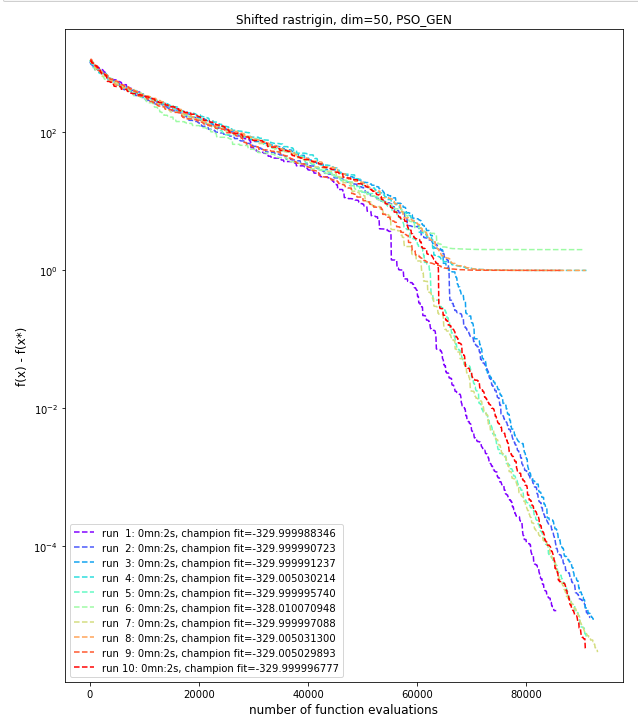 Shifted rastrigin, dim=50, PSO_GEN
f(x) - f(x*)
10²
10⁰
10⁻²
10⁻⁴
run  1: 0mn:2s, champion fit=-329.999988346
run  2: 0mn:2s, champion fit=-329.999990723
run  3: 0mn:2s, champion fit=-329.999991237
run  4: 0mn:2s, champion fit=-329.005030214
run  5: 0mn:2s, champion fit=-329.999995740
run  6: 0mn:2s, champion fit=-328.010070948
run  7: 0mn:2s, champion fit=-329.999997088
run  8: 0mn:2s, champion fit=-329.005031300
run  9: 0mn:2s, champion fit=-329.005029893
run 10: 0mn:2s, champion fit=-329.999996777
0 20000 40000 60000 80000
number of function evaluations